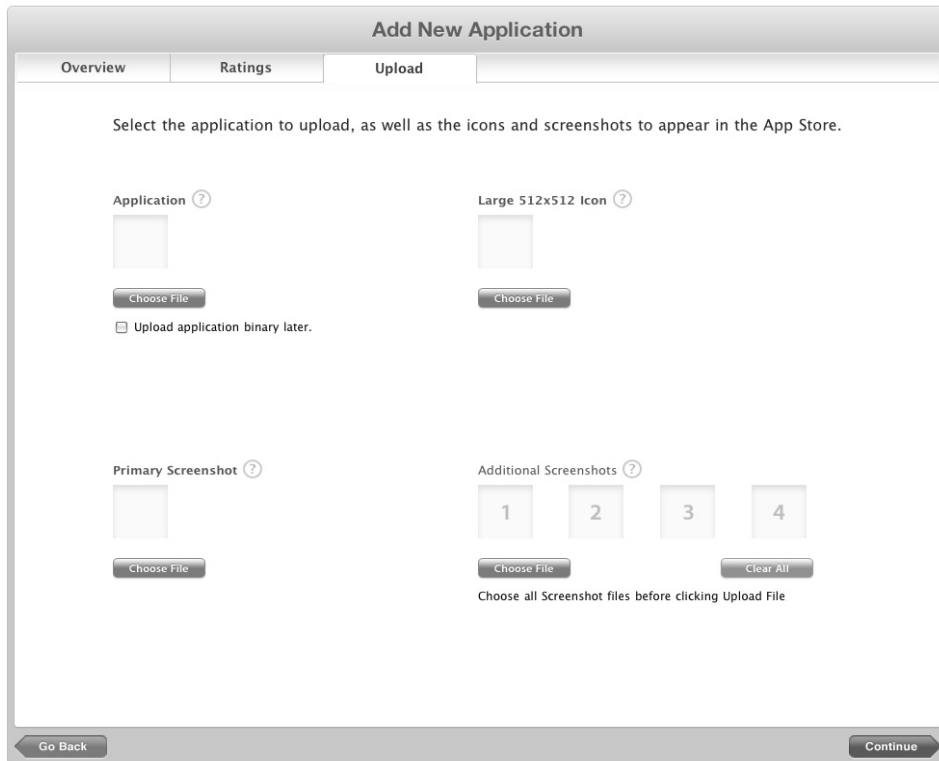 Add New Application
Overview Ratings Upload
Select the application to upload, as well as the icons and screenshots to appear in the App Store.
Application ?
Large 512x512 Icon ?
Choose File
Choose File
Upload application binary later.
Primary Screenshot ?
Additional Screenshots ?
1 2 3 4
Choose File
Choose File
Clear All
Choose all Screenshot files before clicking Upload File
Go Back
Continue